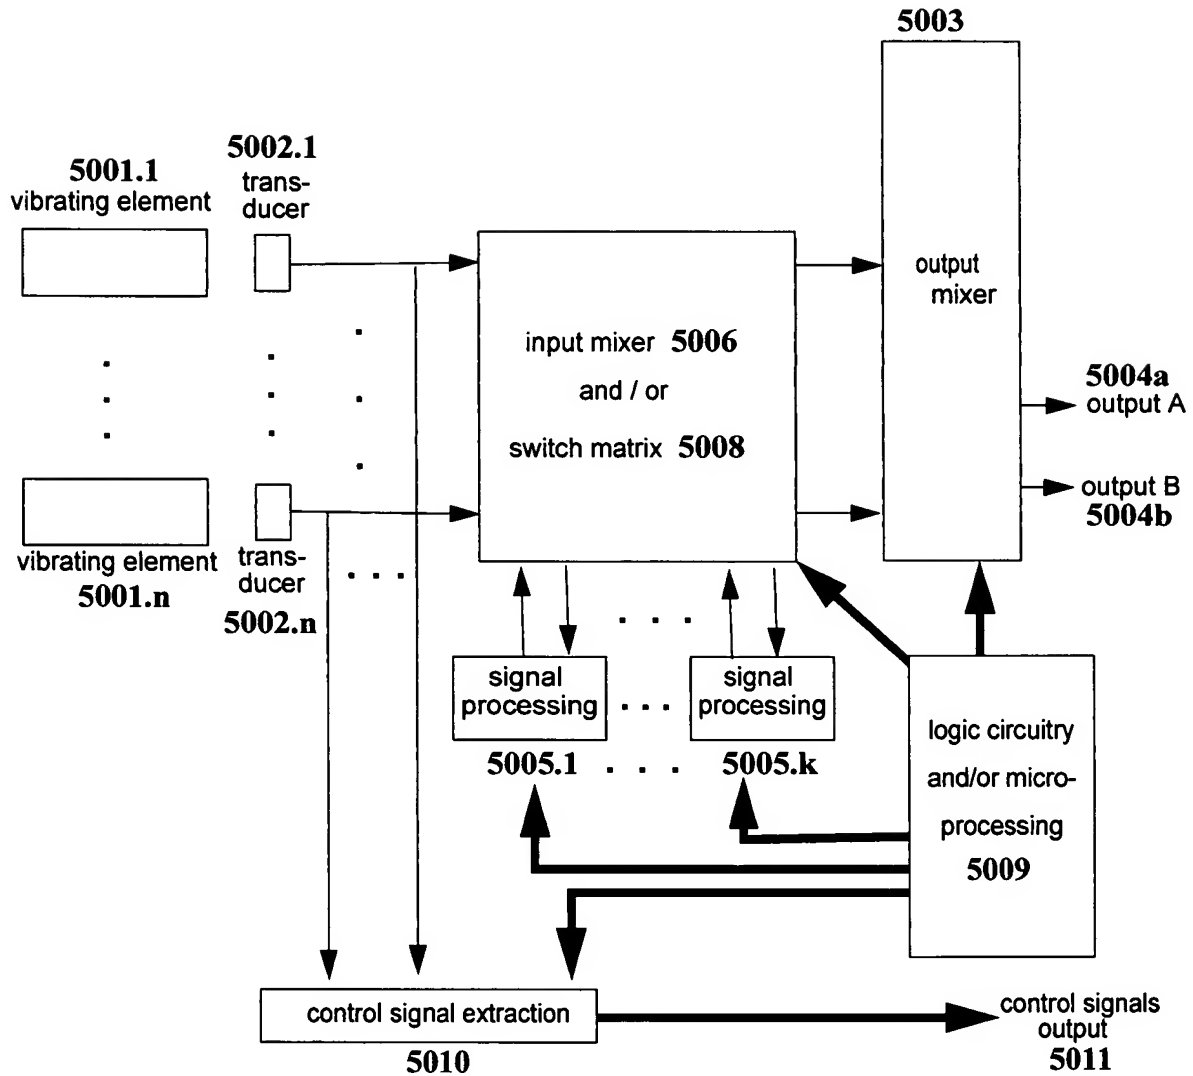 5003
5002.1
trans-
ducer
5001.1
vibrating element
output
mixer
input mixer 5006
and / or
switch matrix 5008
5004a
output A
output B
5004b
vibrating element
5001.n
trans-
ducer
5002.n
signal
processing
signal
processing
5005.1
5005.k
logic circuitry
and/or micro-
processing
5009
control signal extraction
5010
control signals
output
5011